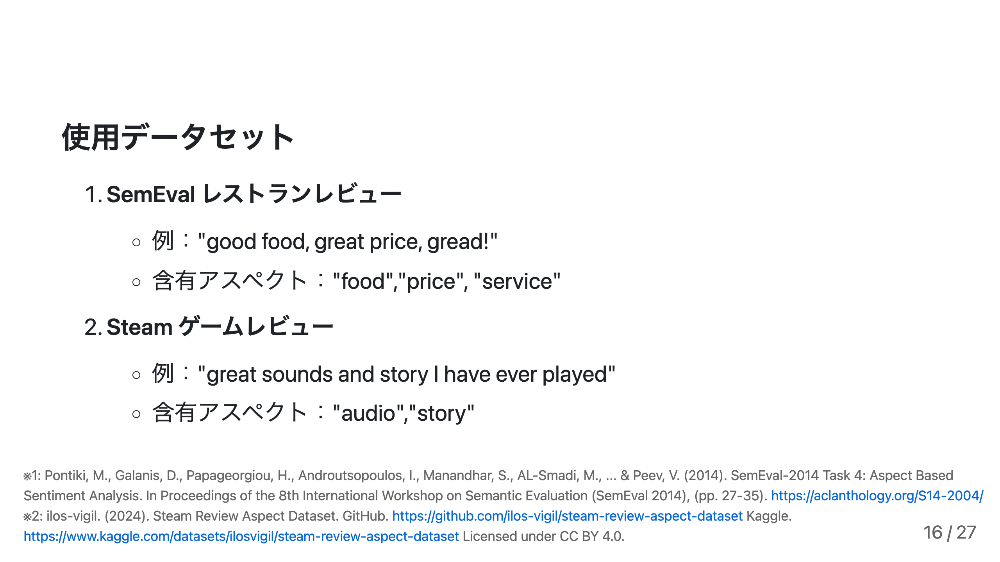 使用データセット
1. SemEval レストランレビュー
例："good food, great price, gread!"
含有アスペクト："food","price", "service"
2. Steam ゲームレビュー
例："great sounds and story I have ever played"
含有アスペクト："audio","story"
※1: Pontiki, M., Galanis, D., Papageorgiou, H., Androutsopoulos, I., Manandhar, S., AL-Smadi, M., ... & Peev, V. (2014). SemEval-2014 Task 4: Aspect Based
Sentiment Analysis. In Proceedings of the 8th International Workshop on Semantic Evaluation (SemEval 2014), (pp. 27-35). https://aclanthology.org/S14-2004/
※2: ilos-vigil. (2024). Steam Review Aspect Dataset. GitHub. https://github.com/ilos-vigil/steam-review-aspect-dataset Kaggle.
https://www.kaggle.com/datasets/ilosvigil/steam-review-aspect-dataset Licensed under CC BY 4.0.
16 / 27